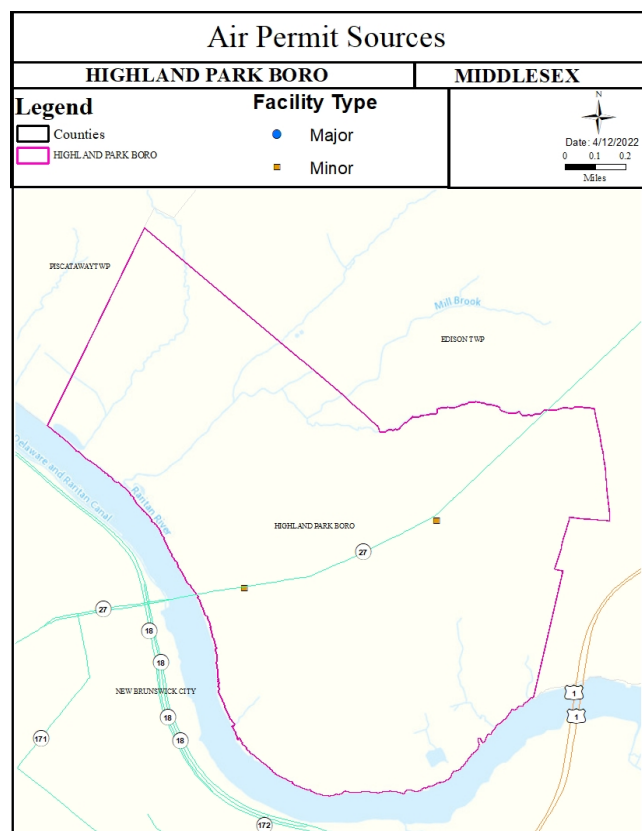 Air Permit Sources
HIGHLAND PARK BORO
MIDDLESEX
Legend
Counties
HIGHLAND PARK BORO
Facility Type
Major
Minor
N
Date: 4/12/2022
0 0.1 0.2
Miles
PISCATAWAYTWP
Mill Brook
EDISON TWP
Delaware and Raritan Canal
Raritan River
HIGHLAND PARK BORO
27
27
18
18
NEW BRUNSWICK CITY
1
1
18
18
171
172